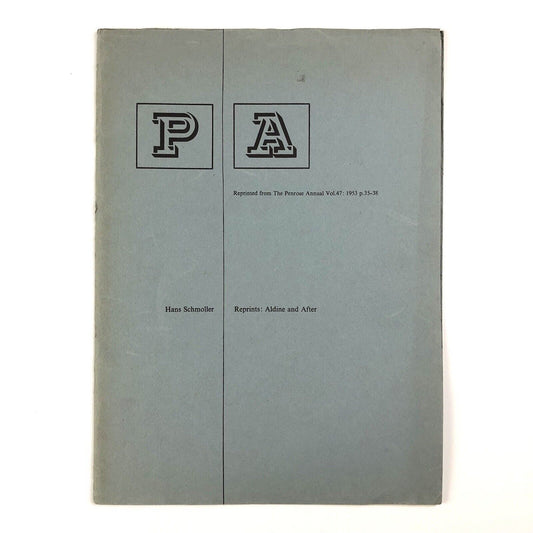 P A
Reprinted from The Penrose Annual Vol.47: 1953 p.35-38
Hans Schmoller Reprints: Aldine and After